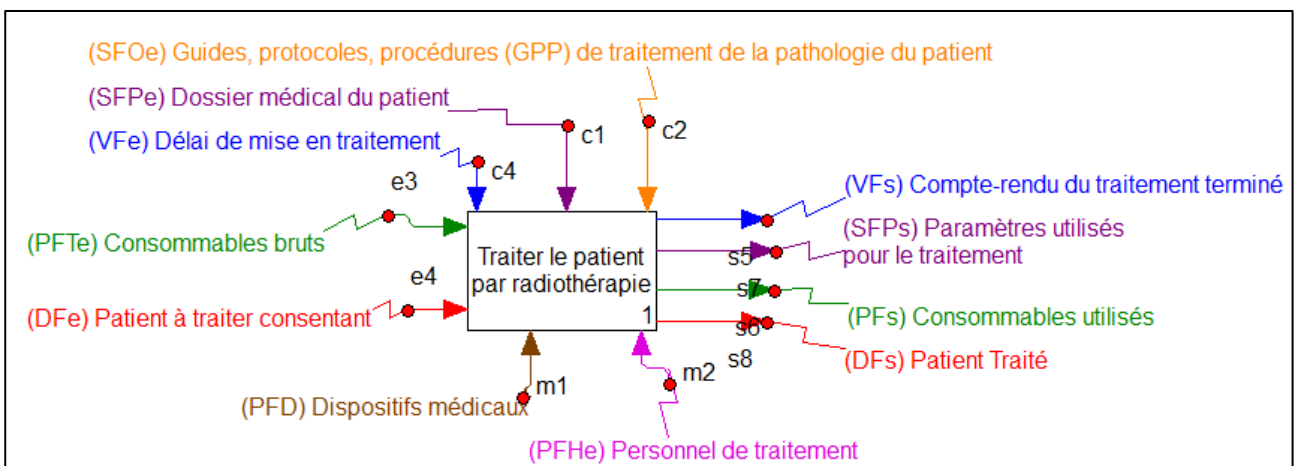 (SFOe) Guides, protocoles, procédures (GPP) de traitement de la pathologie du patient
(SFPe) Dossier médical du patient
c1
c2
(VFe) Délai de mise en traitement
c4
e3
(VFs) Compte-rendu du traitement terminé
(PFTe) Consommables bruts
Traiter le patient
par radiothérapie
1
(SFPs) Paramètres utilisés
pour le traitement
s5
e4
s7
(DFe) Patient à traiter consentant
(PFs) Consommables utilisés
s6
s8
(DFs) Patient Traité
m1
m2
(PFD) Dispositifs médicaux
(PFHe) Personnel de traitement